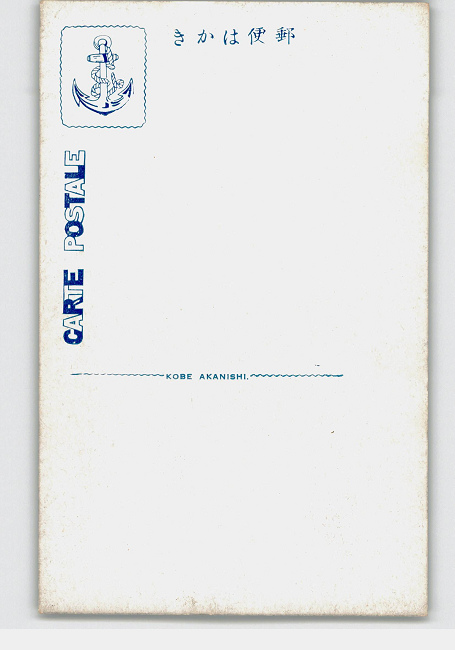 きかは便郵
CARTE POSTALE
KOBE AKANISHI.